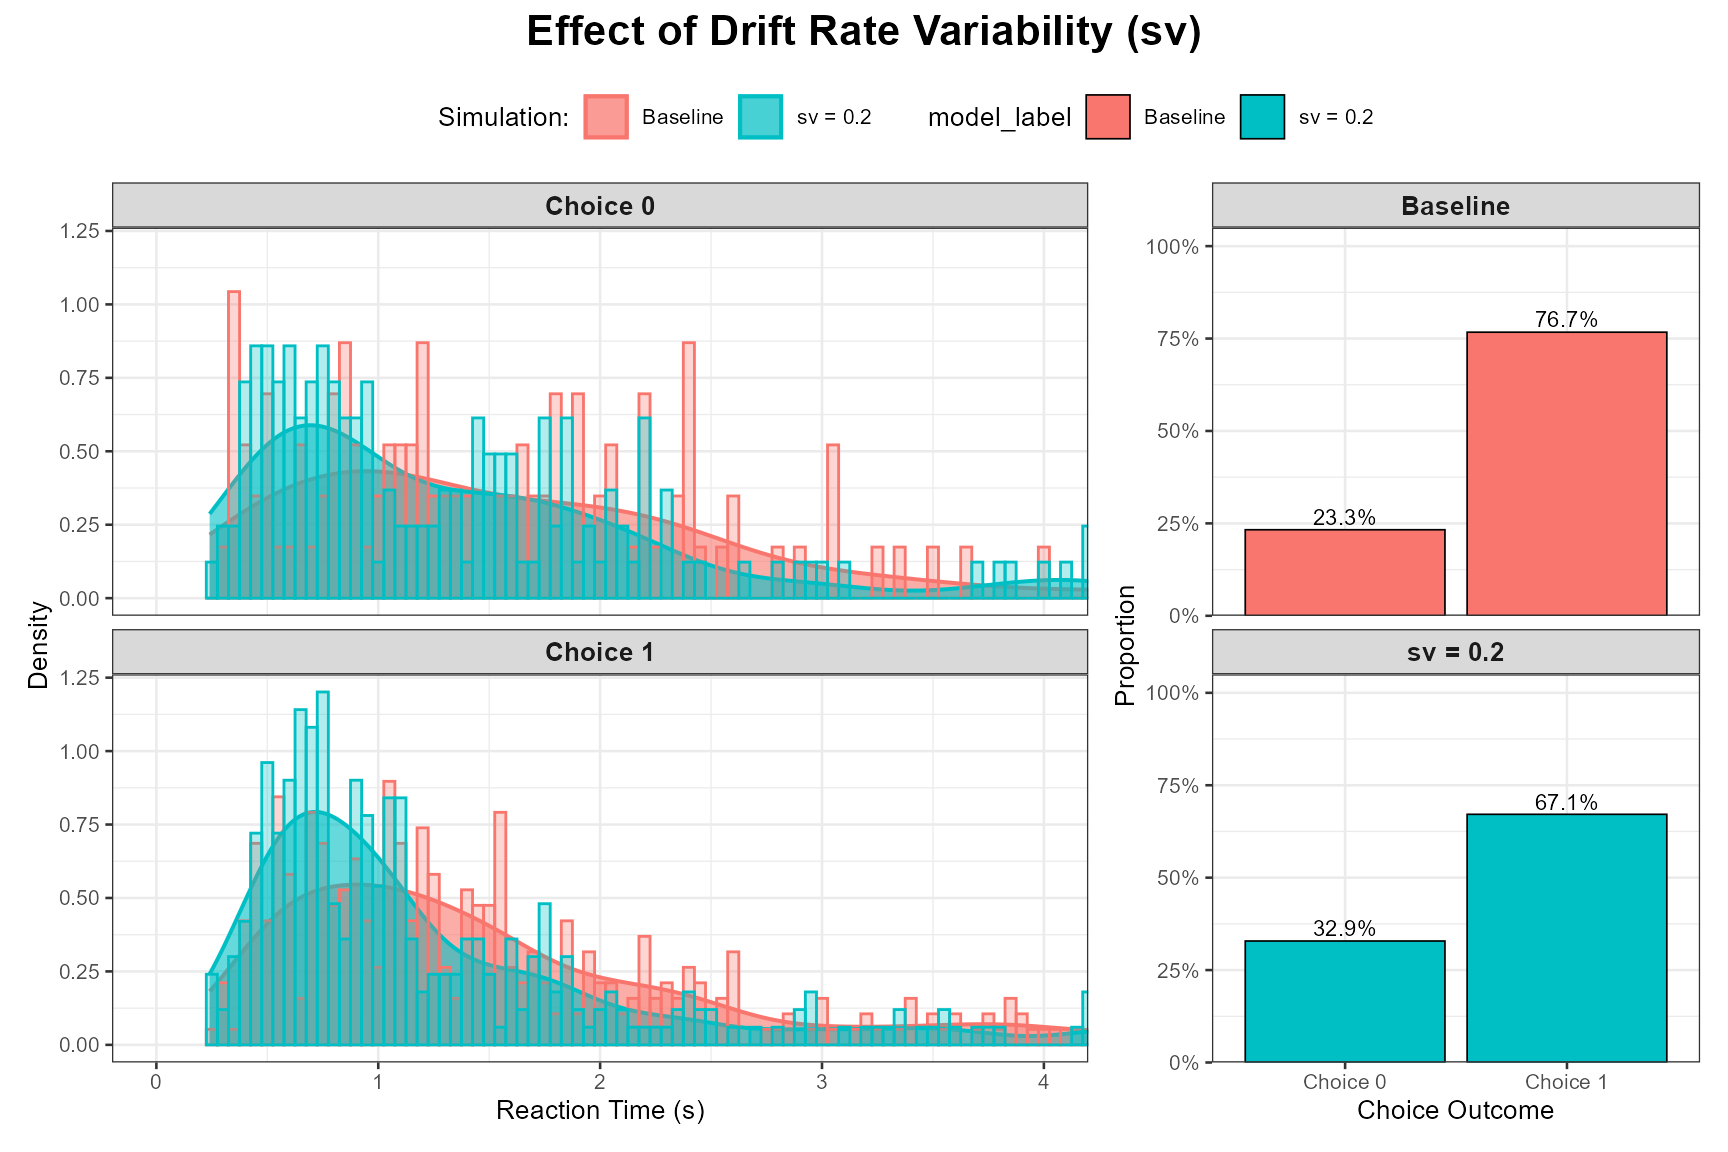 Effect of Drift Rate Variability (sv)
Simulation: Baseline sv = 0.2 model_label Baseline sv = 0.2
Choice 0
1.25
1.00
0.75
0.50
0.25
0.00
Choice 1
1.25
1.00
0.75
0.50
0.25
0.00
Density
0 1 2 3 4
Reaction Time (s)
Baseline
100%
75%
50%
25%
0%
76.7%
23.3%
sv = 0.2
100%
75%
50%
25%
0%
67.1%
32.9%
Proportion
Choice 0 Choice 1
Choice Outcome